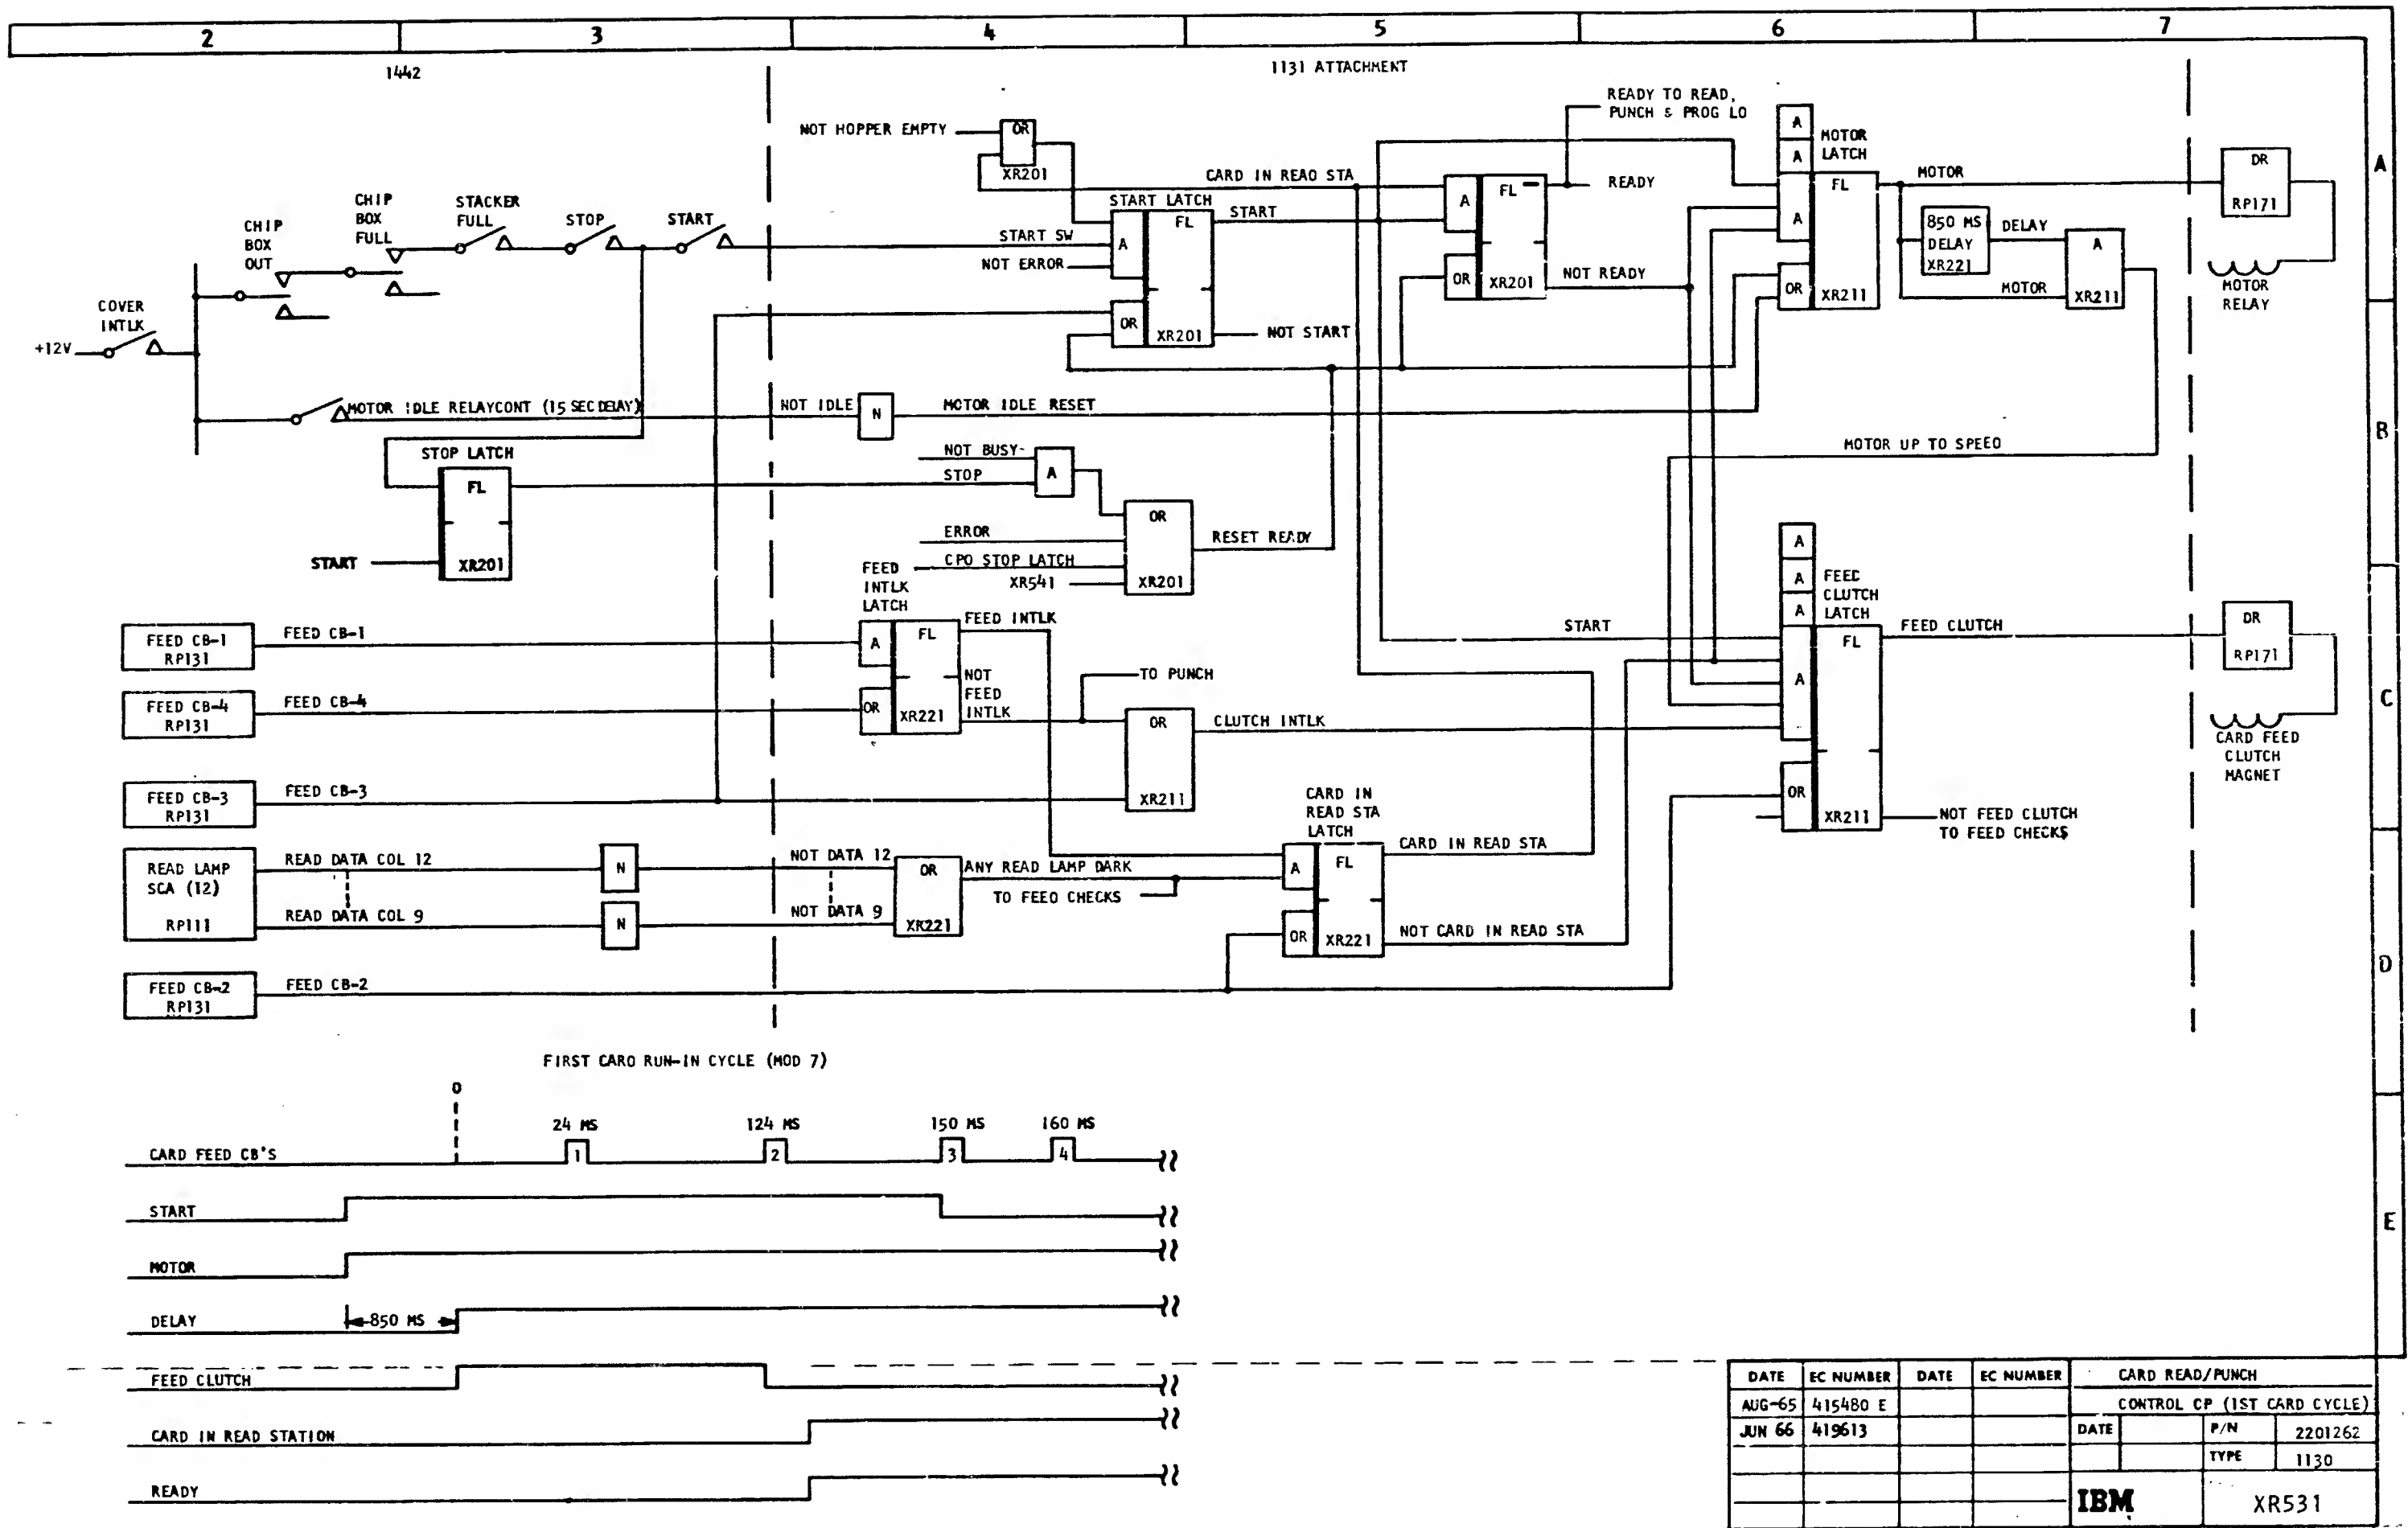 2 3 4 5 6 7
1442
1131 ATTACHMENT
A
B
C
D
E
NOT HOPPER EMPTY
OR
XR201
READY TO READ,
PUNCH & PROG LO
CARD IN READ STA
START LATCH
FL
A
OR
XR201
START
START SW
NOT ERROR
NOT START
A
FL
OR
XR201
READY
NOT READY
A
A
A
MOTOR
LATCH
FL
OR
XR211
MOTOR
850 MS
DELAY
XR221
DELAY
MOTOR
A
XR211
DR
RP171
MOTOR
RELAY
CHIP
BOX
OUT
CHIP
BOX
FULL
STACKER
FULL
STOP
START
COVER
INTLK
+12V
MOTOR IDLE RELAYCONT (15 SEC DELAY)
NOT IDLE
N
MOTOR IDLE RESET
STOP LATCH
FL
XR201
START
NOT BUSY-
STOP
A
ERROR
CPO STOP LATCH
XR541
OR
XR201
RESET READY
MOTOR UP TO SPEED
FEED CB-1
RP131
FEED CB-1
FEED
INTLK
LATCH
A
FL
OR
XR221
FEED INTLK
NOT
FEED
INTLK
TO PUNCH
FEED CB-4
RP131
FEED CB-4
OR
XR211
CLUTCH INTLK
START
A
A
A
A
FEED
CLUTCH
LATCH
FL
OR
XR211
FEED CLUTCH
NOT FEED CLUTCH
TO FEED CHECKS
DR
RP171
CARD FEED
CLUTCH
MAGNET
FEED CB-3
RP131
FEED CB-3
READ LAMP
SCA (12)
RP111
READ DATA COL 12
N
NOT DATA 12
READ DATA COL 9
N
NOT DATA 9
OR
XR221
ANY READ LAMP DARK
TO FEED CHECKS
CARD IN
READ STA
LATCH
A
FL
OR
XR221
CARD IN READ STA
NOT CARD IN READ STA
FEED CB-2
RP131
FEED CB-2
FIRST CARD RUN-IN CYCLE (MOD 7)
0
24 MS
124 MS
150 MS
160 MS
CARD FEED CB'S
1 2 3 4
START
MOTOR
DELAY
850 MS
FEED CLUTCH
CARD IN READ STATION
READY
DATE EC NUMBER DATE EC NUMBER CARD READ/PUNCH
AUG-65 415480 E CONTROL CP (1ST CARD CYCLE)
JUN 66 419613 DATE P/N 2201262
TYPE 1130
IBM XR531